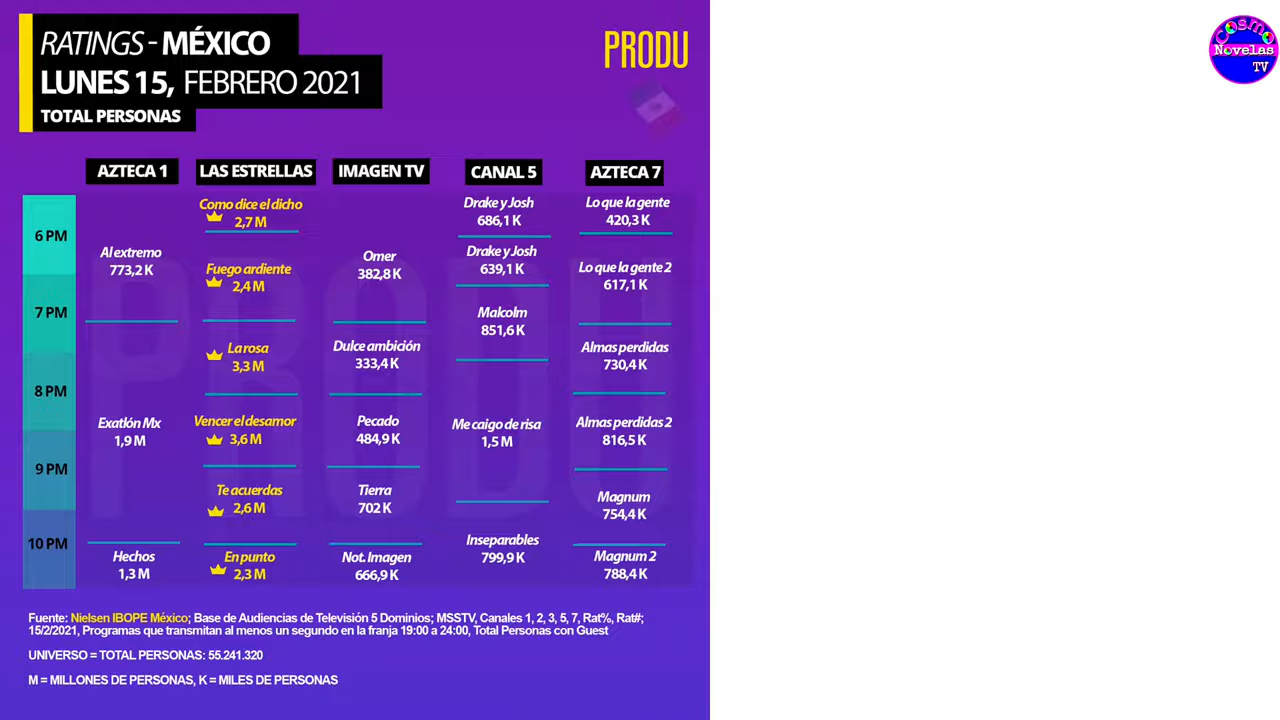 RATINGS - MÉXICO
LUNES 15, FEBRERO 2021
TOTAL PERSONAS
PRODU
Cosmo
Novelas
TV
AZTECA 1
LAS ESTRELLAS
IMAGEN TV
CANAL 5
AZTECA 7
6 PM
7 PM
8 PM
9 PM
10 PM
Al extremo
773,2 K
Exatlón Mx
1,9 M
Hechos
1,3 M
Como dice el dicho
2,7 M
Fuego ardiente
2,4 M
La rosa
3,3 M
Vencer el desamor
3,6 M
Te acuerdas
2,6 M
En punto
2,3 M
Omer
382,8 K
Dulce ambición
333,4 K
Pecado
484,9 K
Tierra
702 K
Not. Imagen
666,9 K
Drake y Josh
686,1 K
Drake y Josh
639,1 K
Malcolm
851,6 K
Me caigo de risa
1,5 M
Inseparables
799,9 K
Lo que la gente
420,3 K
Lo que la gente 2
617,1 K
Almas perdidas
730,4 K
Almas perdidas 2
816,5 K
Magnum
754,4 K
Magnum 2
788,4 K
PRODU
Fuente: Nielsen IBOPE México; Base de Audiencias de Televisión 5 Dominios; MSSTV, Canales 1, 2, 3, 5, 7, Rat%, Rat#;
15/2/2021, Programas que transmitan al menos un segundo en la franja 19:00 a 24:00, Total Personas con Guest
UNIVERSO = TOTAL PERSONAS: 55.241.320
M = MILLONES DE PERSONAS, K = MILES DE PERSONAS